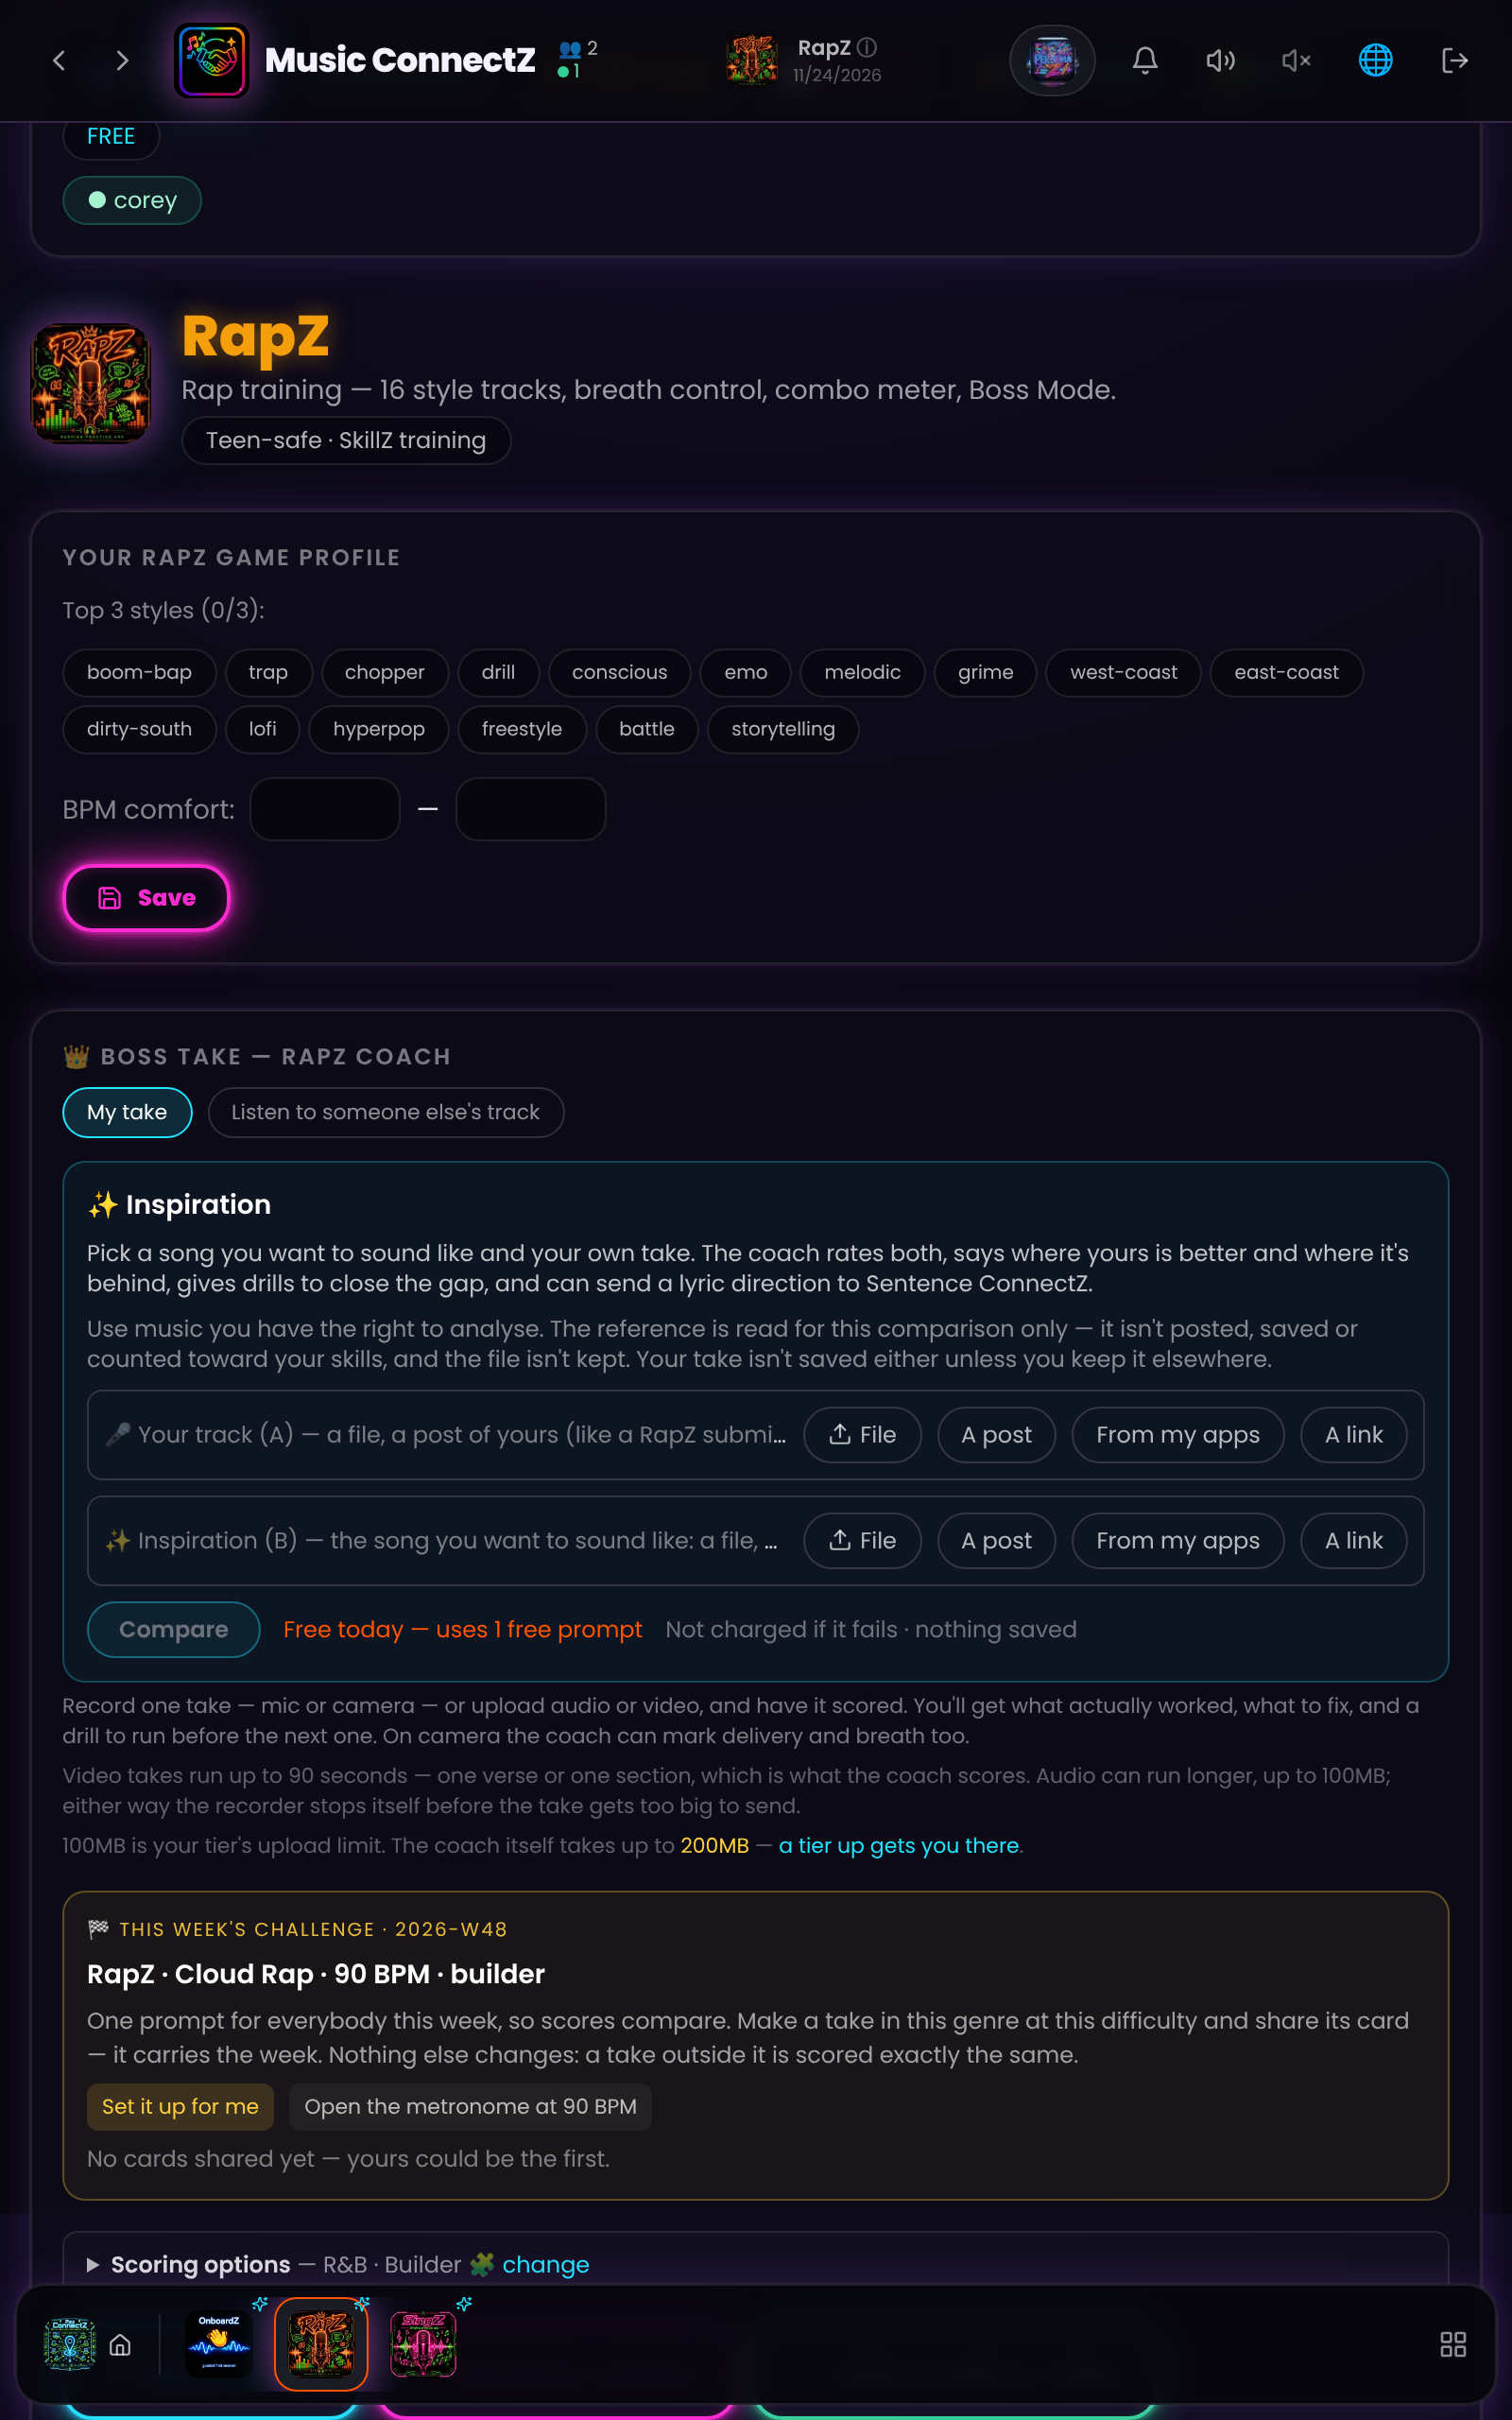 Music ConnectZ
👥 2
1
RapZ ⓘ
11/24/2026
FREE
corey
RAPZ
RapZ
Rap training — 16 style tracks, breath control, combo meter, Boss Mode.
Teen-safe · SkillZ training
YOUR RAPZ GAME PROFILE
Top 3 styles (0/3):
boom-bap trap chopper drill conscious emo melodic grime west-coast east-coast
dirty-south lofi hyperpop freestyle battle storytelling
BPM comfort: —
Save
👑 BOSS TAKE — RAPZ COACH
My take Listen to someone else's track
✨ Inspiration
Pick a song you want to sound like and your own take. The coach rates both, says where yours is better and where it's
behind, gives drills to close the gap, and can send a lyric direction to Sentence ConnectZ.
Use music you have the right to analyse. The reference is read for this comparison only — it isn't posted, saved or
counted toward your skills, and the file isn't kept. Your take isn't saved either unless you keep it elsewhere.
🎤 Your track (A) — a file, a post of yours (like a RapZ submi... File A post From my apps A link
✨ Inspiration (B) — the song you want to sound like: a file, ... File A post From my apps A link
Compare Free today — uses 1 free prompt Not charged if it fails · nothing saved
Record one take — mic or camera — or upload audio or video, and have it scored. You'll get what actually worked, what to fix, and a
drill to run before the next one. On camera the coach can mark delivery and breath too.
Video takes run up to 90 seconds — one verse or one section, which is what the coach scores. Audio can run longer, up to 100MB;
either way the recorder stops itself before the take gets too big to send.
100MB is your tier's upload limit. The coach itself takes up to 200MB — a tier up gets you there.
🏁 THIS WEEK'S CHALLENGE · 2026-W48
RapZ · Cloud Rap · 90 BPM · builder
One prompt for everybody this week, so scores compare. Make a take in this genre at this difficulty and share its card
— it carries the week. Nothing else changes: a take outside it is scored exactly the same.
Set it up for me Open the metronome at 90 BPM
No cards shared yet — yours could be the first.
▶ Scoring options — R&B · Builder 🧩 change
OnboardZ
RAPZ
SingZ